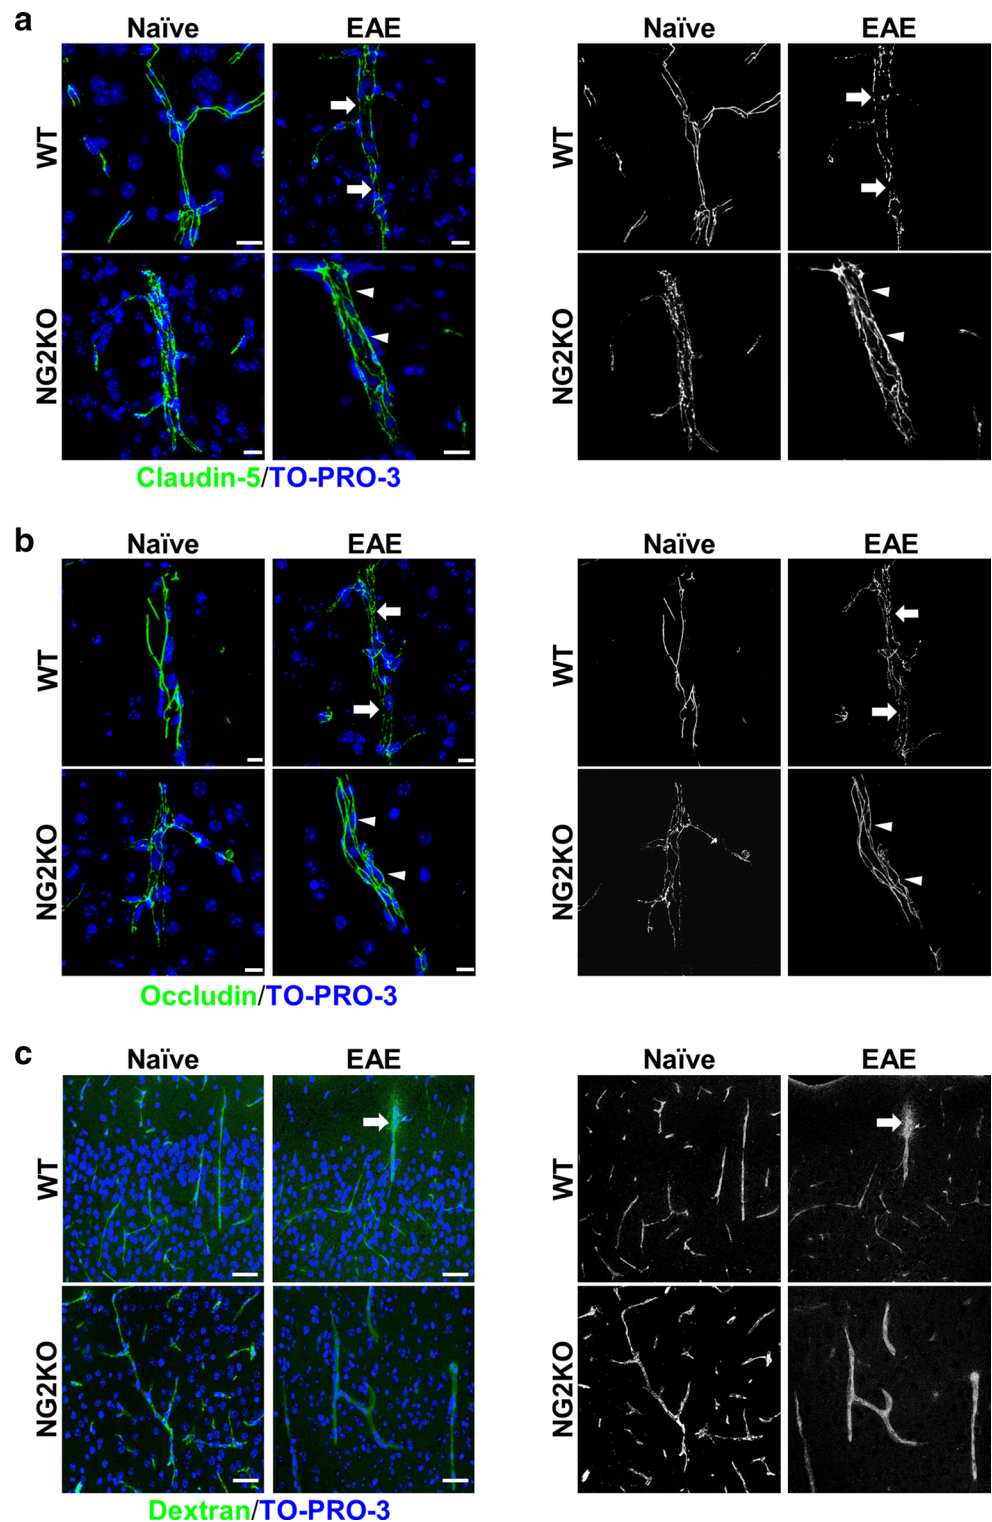 a
Naïve EAE Naïve EAE
WT WT
NG2KO NG2KO
Claudin-5/TO-PRO-3
b
Naïve EAE Naïve EAE
WT WT
NG2KO NG2KO
Occludin/TO-PRO-3
c
Naïve EAE Naïve EAE
WT WT
NG2KO NG2KO
Dextran/TO-PRO-3